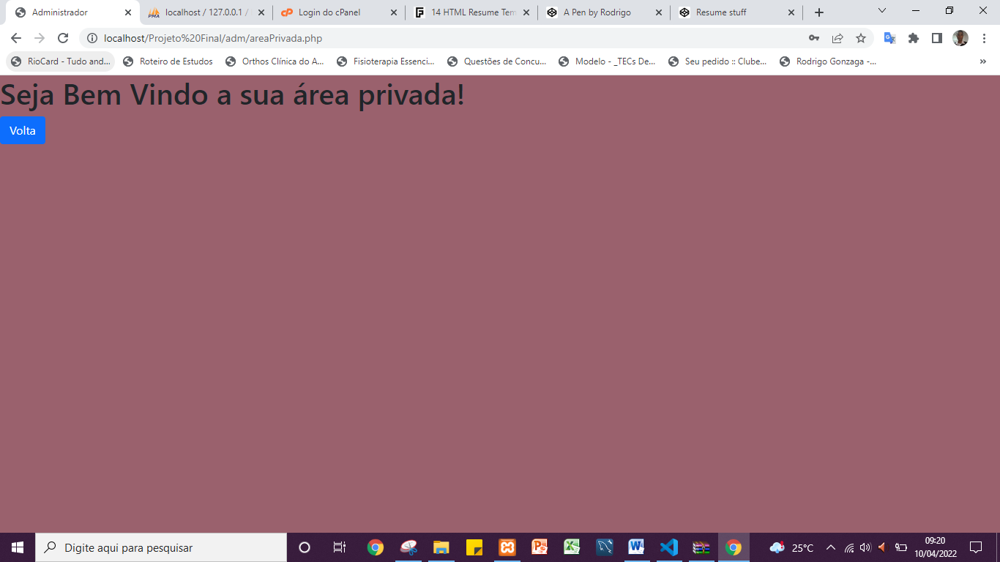 Administrador
localhost / 127.0.0.1 /
Login do cPanel
14 HTML Resume Tem
A Pen by Rodrigo
Resume stuff
localhost/Projeto%20Final/adm/areaPrivada.php
RioCard - Tudo and...
Roteiro de Estudos
Orthos Clínica do A...
Fisioterapia Essenci...
Questões de Concu...
Modelo - _TECs De...
Seu pedido :: Clube...
Rodrigo Gonzaga -...
Seja Bem Vindo a sua área privada!
Volta
Digite aqui para pesquisar
25°C
09:20
10/04/2022